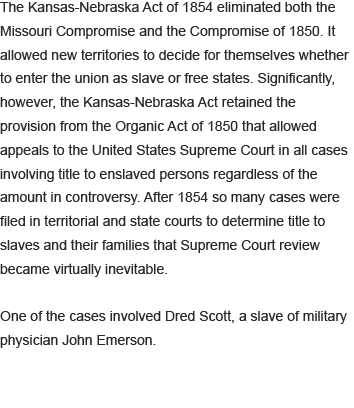 The Kansas-Nebraska Act of 1854 eliminated both the
Missouri Compromise and the Compromise of 1850. It
allowed new territories to decide for themselves whether
to enter the union as slave or free states. Significantly,
however, the Kansas-Nebraska Act retained the
provision from the Organic Act of 1850 that allowed
appeals to the United States Supreme Court in all cases
involving title to enslaved persons regardless of the
amount in controversy. After 1854 so many cases were
filed in territorial and state courts to determine title to
slaves and their families that Supreme Court review
became virtually inevitable.
One of the cases involved Dred Scott, a slave of military
physician John Emerson.